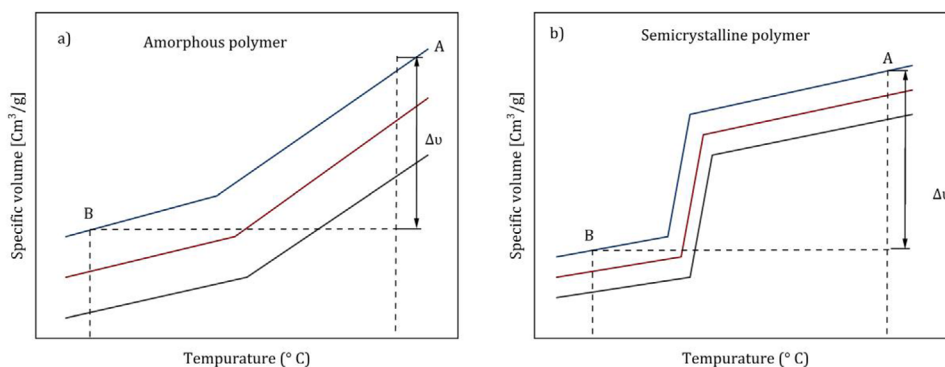 a)
Amorphous polymer
A
Δυ
B
Specific volume [Cm³/g]
Tempurature (° C)
b)
Semicrystalline polymer
A
Δυ
B
Specific volume [Cm³/g]
Tempurature (° C)